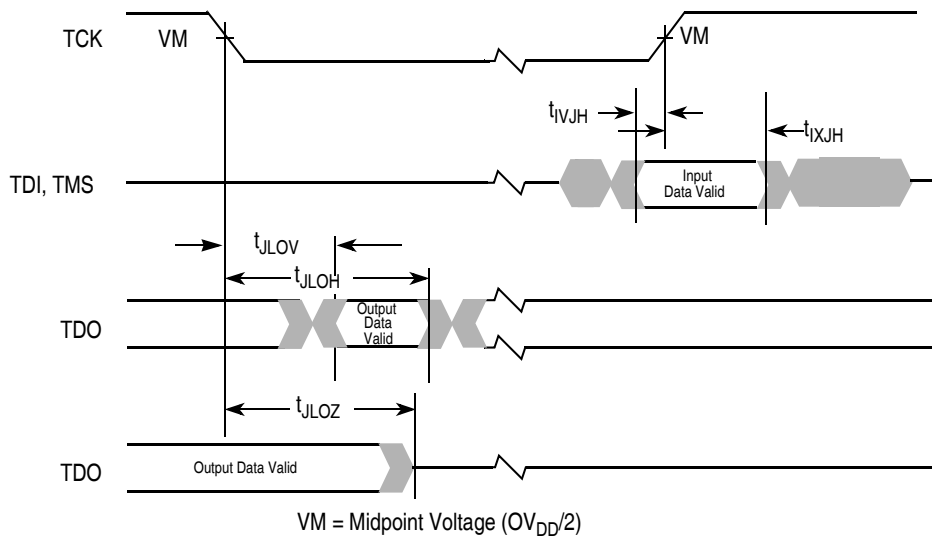 TCK
VM
VM
tIVJH
tIXJH
TDI, TMS
Input
Data Valid
tJLOV
tJLOH
TDO
Output
Data
Valid
tJLOZ
TDO
Output Data Valid
VM = Midpoint Voltage (OVDD/2)